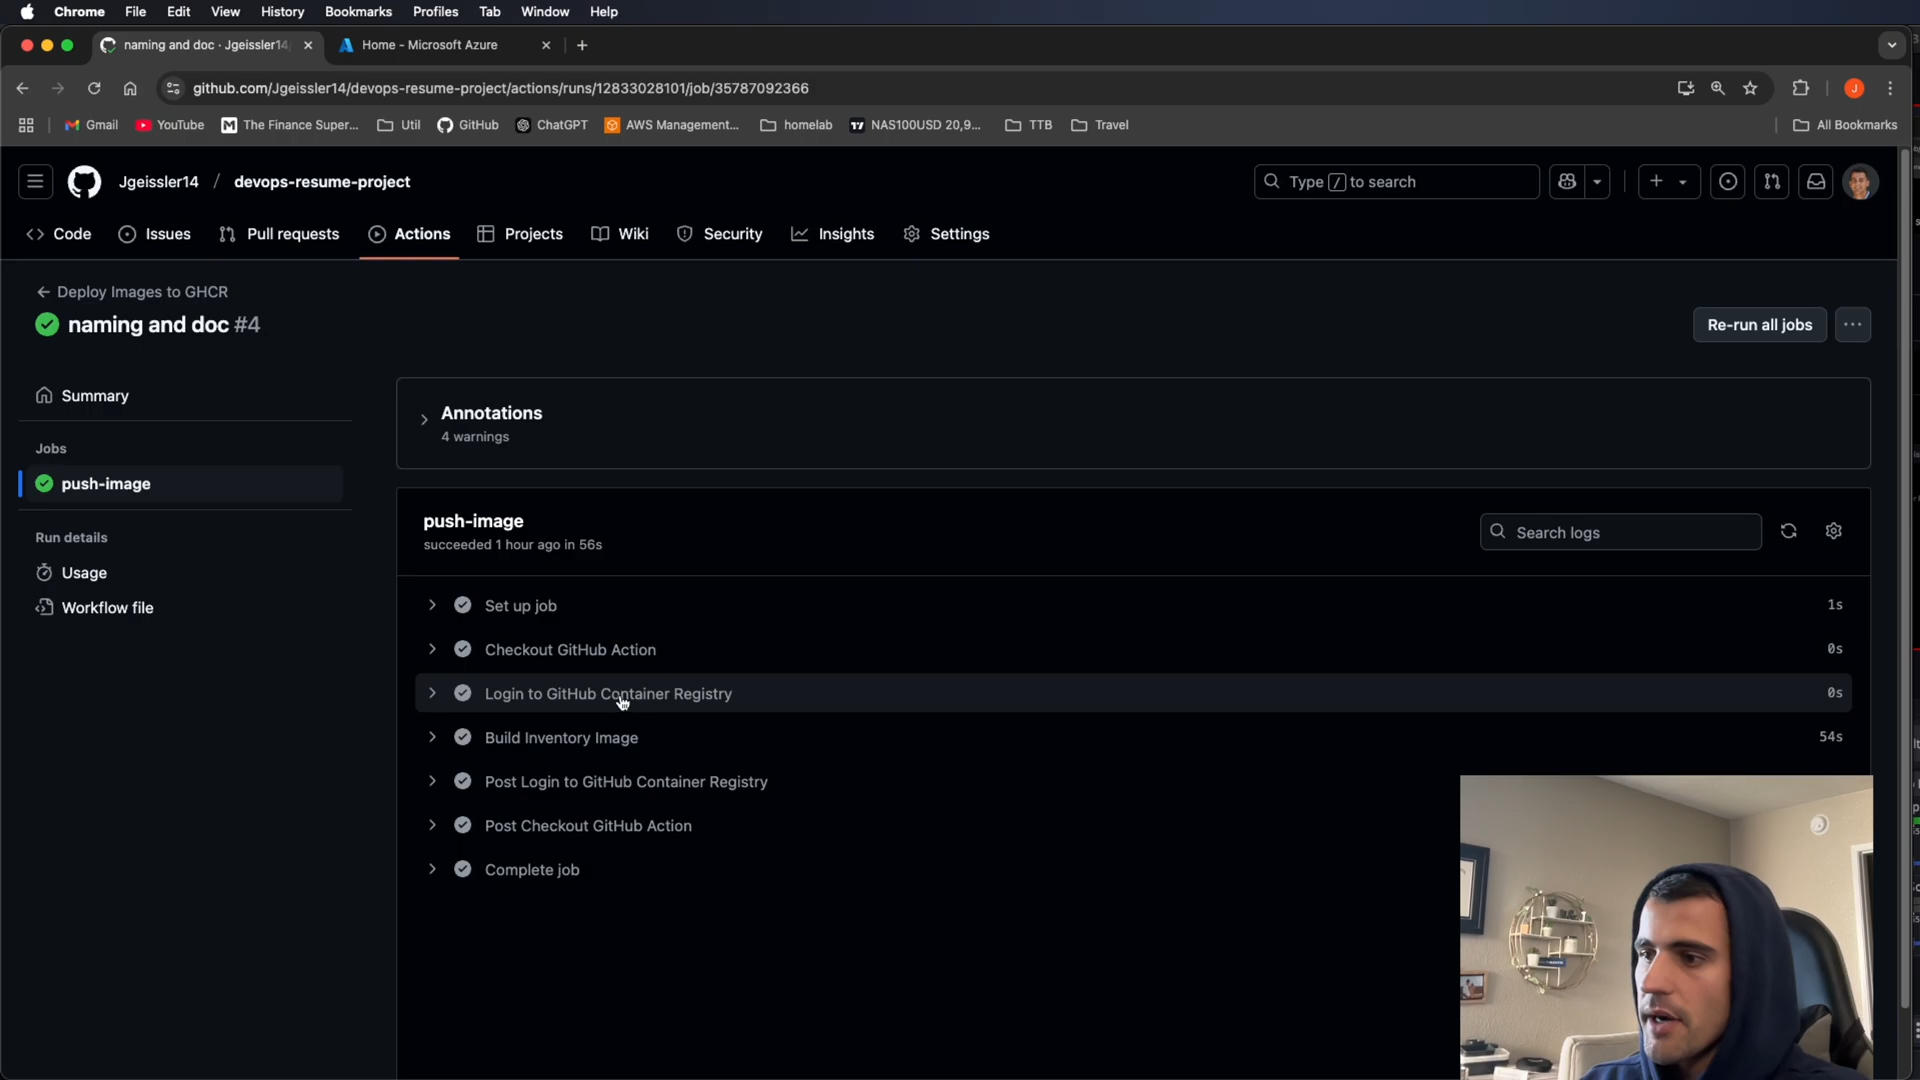 Chrome File Edit View History Bookmarks Profiles Tab Window Help
naming and doc · Jgeissler14
Home - Microsoft Azure
github.com/Jgeissler14/devops-resume-project/actions/runs/12833028101/job/35787092366
J
Gmail YouTube The Finance Super... Util GitHub ChatGPT AWS Management... homelab NAS100USD 20,9... TTB Travel All Bookmarks
Jgeissler14 / devops-resume-project
Type / to search
Code Issues Pull requests Actions Projects Wiki Security Insights Settings
← Deploy Images to GHCR
naming and doc #4
Re-run all jobs
Summary
Jobs
push-image
Run details
Usage
Workflow file
Annotations
4 warnings
push-image
succeeded 1 hour ago in 56s
Search logs
Set up job 1s
Checkout GitHub Action 0s
Login to GitHub Container Registry 0s
Build Inventory Image 54s
Post Login to GitHub Container Registry
Post Checkout GitHub Action
Complete job